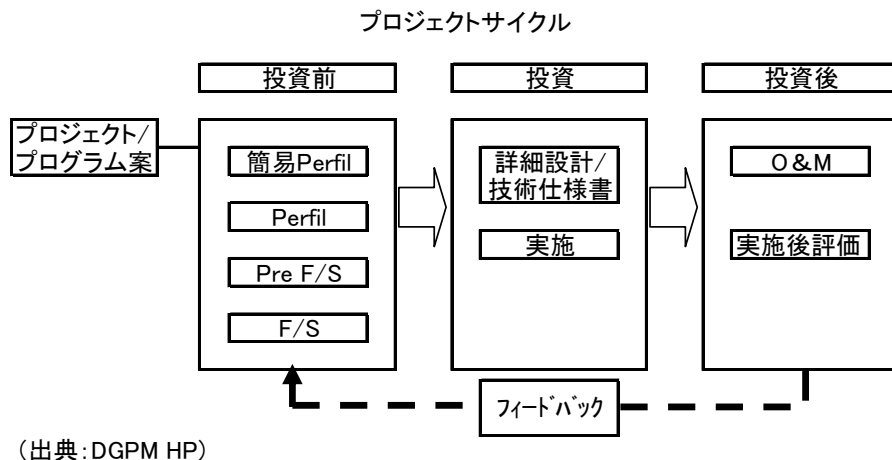 プロジェクトサイクル
投資前
投資
投資後
プロジェクト/
プログラム案
簡易Perfil
Perfil
Pre F/S
F/S
詳細設計/
技術仕様書
実施
O&M
実施後評価
フィードバック
(出典:DGPM HP)